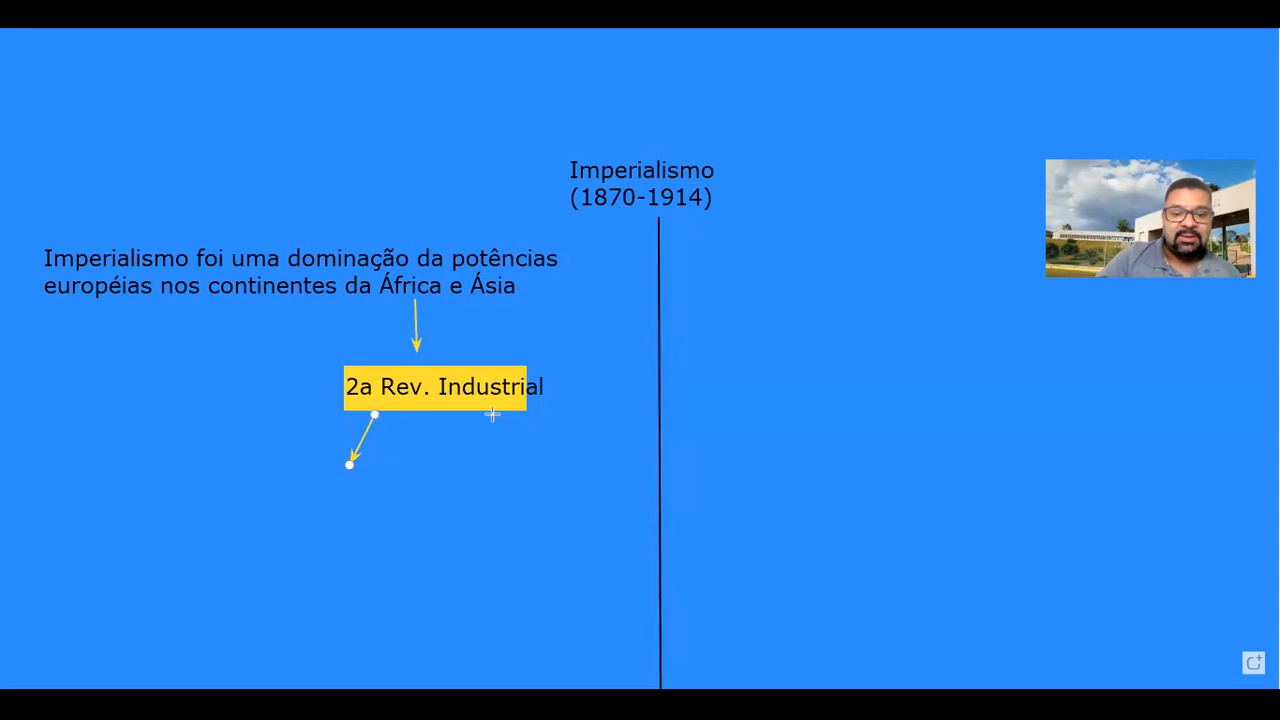 Imperialismo
(1870-1914)
Imperialismo foi uma dominação da potências
européias nos continentes da África e Ásia
2a Rev. Industrial